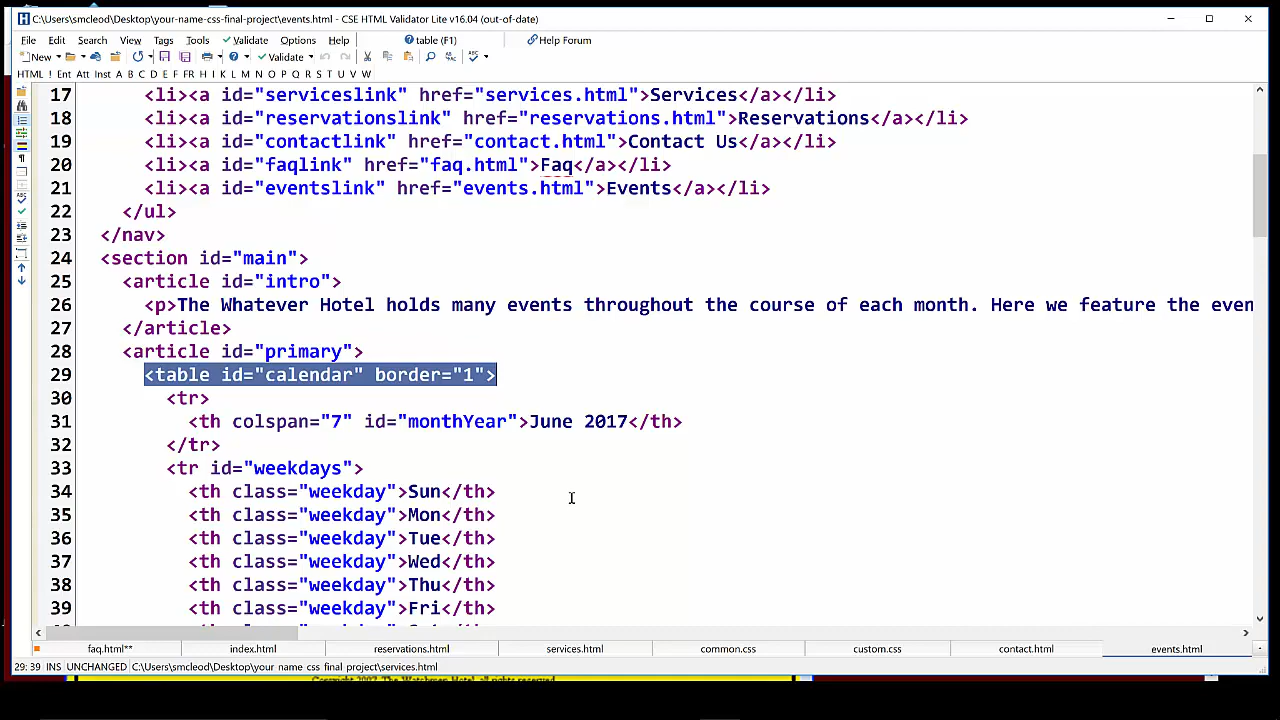 C:\Users\smcleod\Desktop\your-name-css-final-project\events.html - CSE HTML Validator Lite v16.04 (out-of-date)
File Edit Search View Tags Tools Validate Options Help table (F1) Help Forum
New Validate
HTML ! Ent Att Inst A B C D E F FR H I K L M N O P Q R S T U V W
17 <li><a id="serviceslink" href="services.html">Services</a></li>
18 <li><a id="reservationslink" href="reservations.html">Reservations</a></li>
19 <li><a id="contactlink" href="contact.html">Contact Us</a></li>
20 <li><a id="faqlink" href="faq.html">Faq</a></li>
21 <li><a id="eventslink" href="events.html">Events</a></li>
22 </ul>
23 </nav>
24 <section id="main">
25 <article id="intro">
26 <p>The Whatever Hotel holds many events throughout the course of each month. Here we feature the even
27 </article>
28 <article id="primary">
29 <table id="calendar" border="1">
30 <tr>
31 <th colspan="7" id="monthYear">June 2017</th>
32 </tr>
33 <tr id="weekdays">
34 <th class="weekday">Sun</th>
35 <th class="weekday">Mon</th>
36 <th class="weekday">Tue</th>
37 <th class="weekday">Wed</th>
38 <th class="weekday">Thu</th>
39 <th class="weekday">Fri</th>
faq.html** index.html reservations.html services.html common.css custom.css contact.html events.html
29: 39 INS UNCHANGED C:\Users\smcleod\Desktop\your name css final project\services.html
Copyright 2007, The Watchmen Hotel, all rights reserved